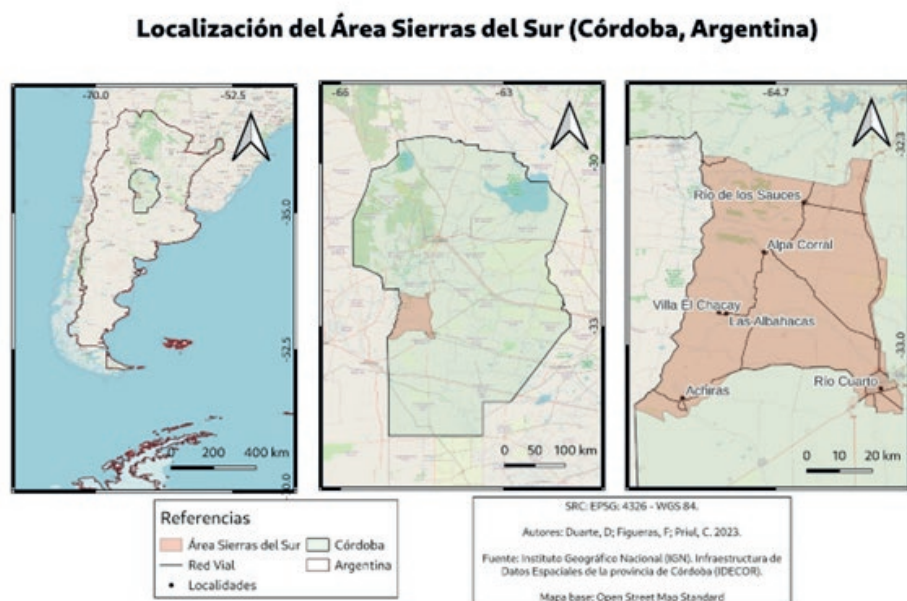 Localización del Área Sierras del Sur (Córdoba, Argentina)
-70.0
-52.5
-35.0
-52.5
0 200 400 km
-66
-63
-30
-33
0 50 100 km
-64.7
-32.3
-33.0
Río de los Sauces
Alpa Corral
Villa El Chacay
Las Albahacas
Achiras
Río Cuarto
0 10 20 km
Referencias
Área Sierras del Sur
Córdoba
Red Vial
Argentina
Localidades
SRC: EPSG: 4326 - WGS 84.
Autores: Duarte, D; Figueras, F; Priul, C. 2023.
Fuente: Instituto Geográfico Nacional (IGN). Infraestructura de
Datos Espaciales de la provincia de Córdoba (IDECOR).
Mapa base: Open Street Map Standard